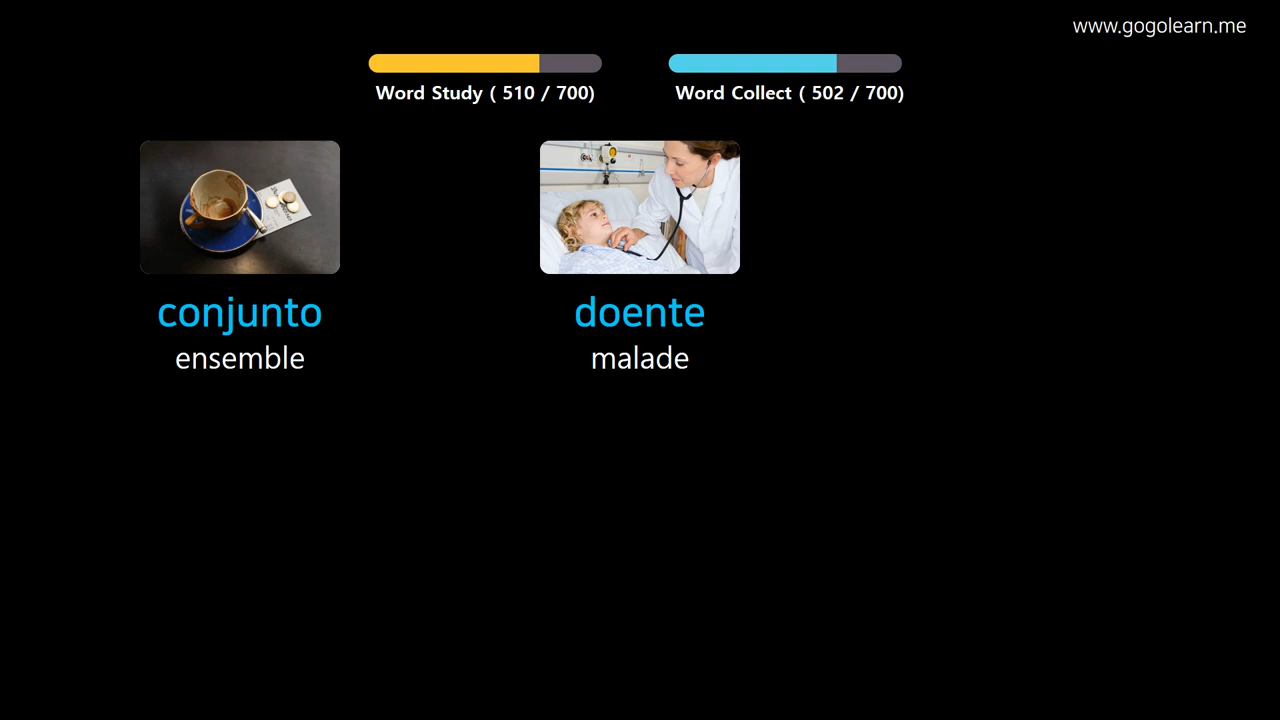 www.gogolearn.me
Word Study ( 510 / 700)
Word Collect ( 502 / 700)
conjunto
ensemble
doente
malade